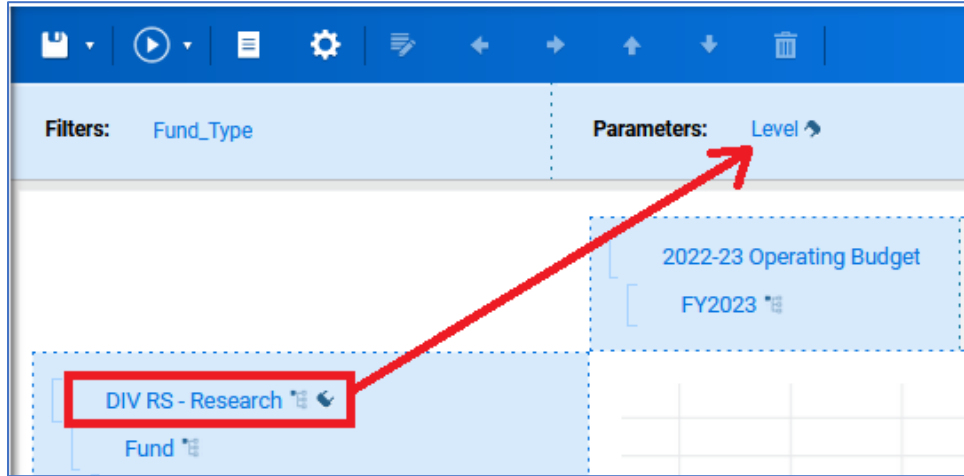 Filters: Fund_Type Parameters: Level
2022-23 Operating Budget
FY2023
DIV RS - Research
Fund